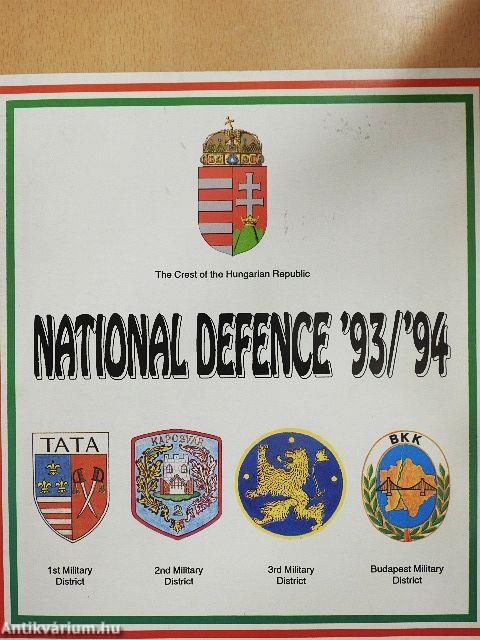 The Crest of the Hungarian Republic
NATIONAL DEFENCE '93/'94
TATA
KAPOSVÁR
2
BKK
1st Military
District
2nd Military
District
3rd Military
District
Budapest Military
District
Antikvárium.hu